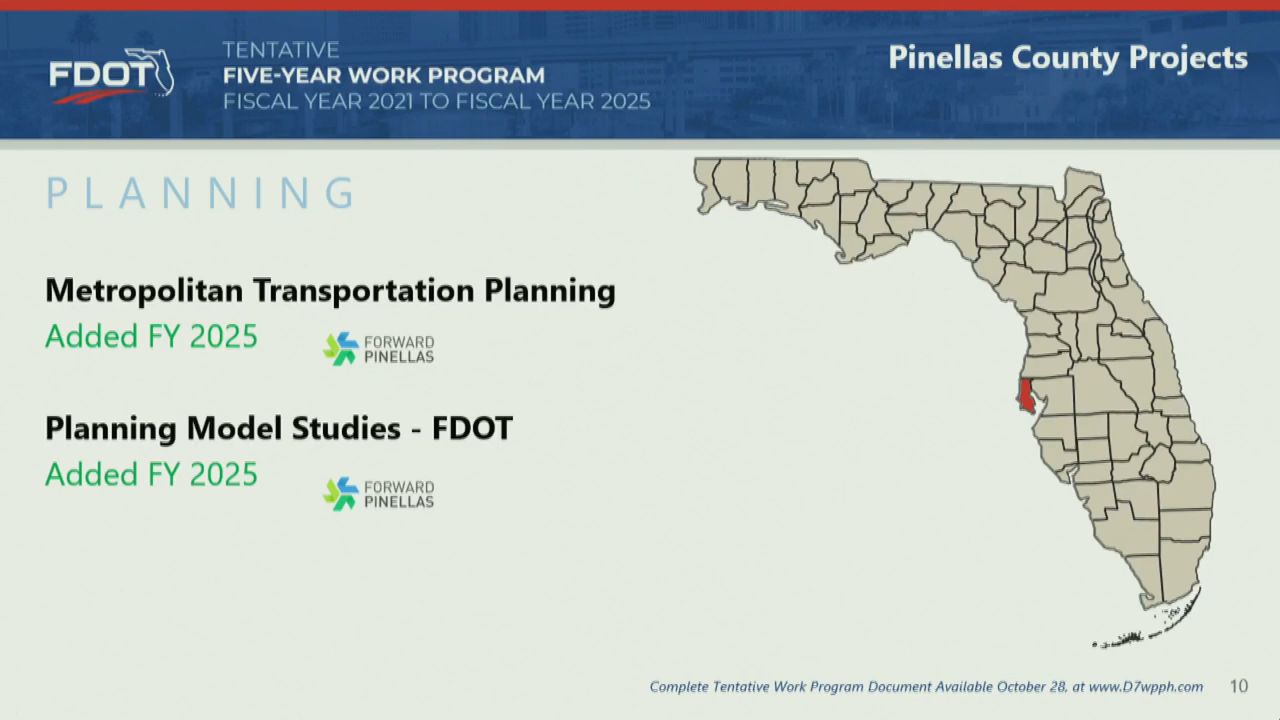 FDOT
TENTATIVE
FIVE-YEAR WORK PROGRAM
FISCAL YEAR 2021 TO FISCAL YEAR 2025
Pinellas County Projects
PLANNING
Metropolitan Transportation Planning
Added FY 2025
FORWARD
PINELLAS
Planning Model Studies - FDOT
Added FY 2025
FORWARD
PINELLAS
Complete Tentative Work Program Document Available October 28, at www.D7wpph.com
10